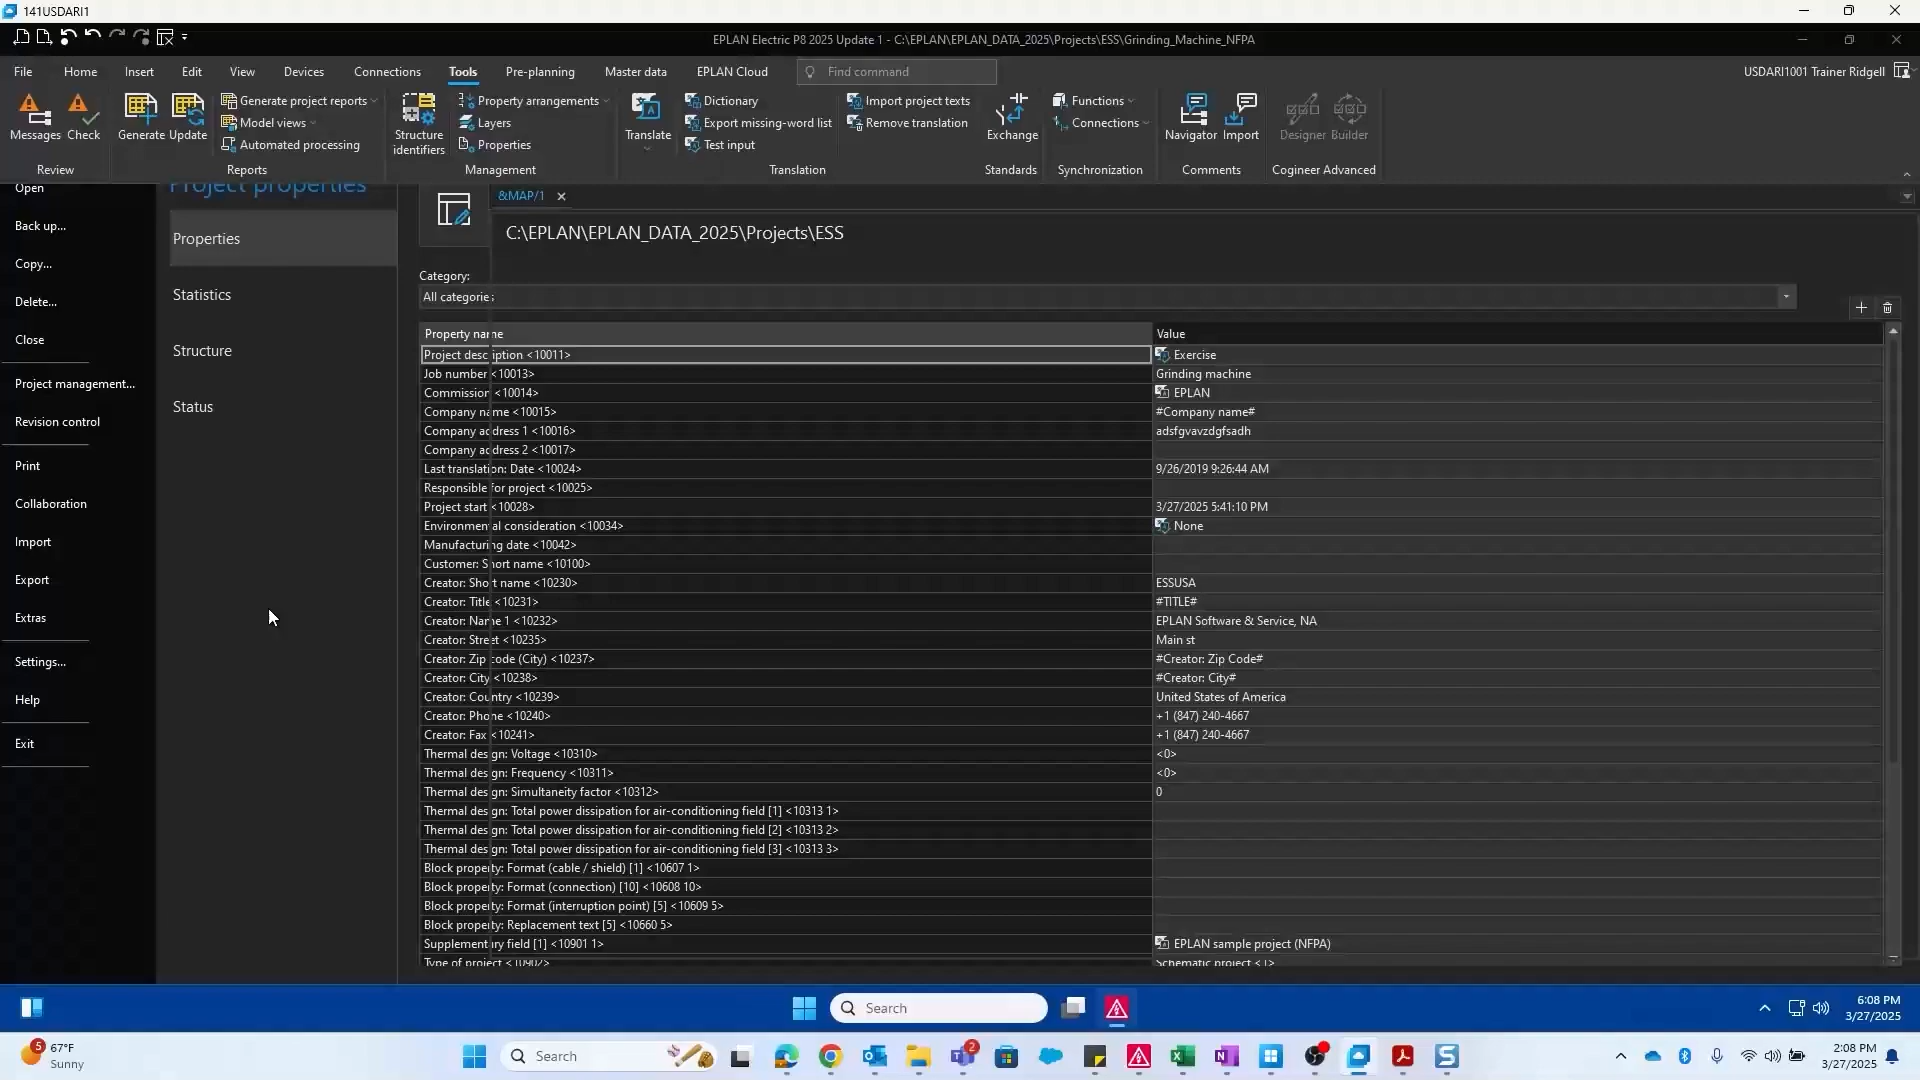 141USDARI1
EPLAN Electric P8 2025 Update 1 - C:\EPLAN\EPLAN_DATA_2025\Projects\ESS\Grinding_Machine_NFPA
File Home Insert Edit View Devices Connections Tools Pre-planning Master data EPLAN Cloud Find command USDARI1001 Trainer Ridgell
Generate project reports Property arrangements Dictionary Import project texts Functions
Model views Layers Export missing-word list Remove translation Connections
Messages Check Generate Update Structure identifiers Translate Exchange Navigator Import Designer Builder
Automated processing Properties Test input
Review Reports Management Translation Standards Synchronization Comments Cogineer Advanced
Open
Back up...
Copy...
Delete...
Close
Project management...
Revision control
Print
Collaboration
Import
Export
Extras
Settings...
Help
Exit
Project properties
Properties
Statistics
Structure
Status
&MAP/1
C:\EPLAN\EPLAN_DATA_2025\Projects\ESS
Category:
All categories
Property name Value
Project description <10011> Exercise
Job number <10013> Grinding machine
Commission <10014> EPLAN
Company name <10015> #Company name#
Company address 1 <10016> adsfgvavzdgfsadh
Company address 2 <10017>
Last translation: Date <10024> 9/26/2019 9:26:44 AM
Responsible for project <10025>
Project start <10028> 3/27/2025 5:41:10 PM
Environmental consideration <10034> None
Manufacturing date <10042>
Customer: Short name <10100>
Creator: Short name <10230> ESSUSA
Creator: Title <10231> #TITLE#
Creator: Name 1 <10232> EPLAN Software & Service, NA
Creator: Street <10235> Main st
Creator: Zip code (City) <10237> #Creator: Zip Code#
Creator: City <10238> #Creator: City#
Creator: Country <10239> United States of America
Creator: Phone <10240> +1 (847) 240-4667
Creator: Fax <10241> +1 (847) 240-4667
Thermal design: Voltage <10310> <0>
Thermal design: Frequency <10311> <0>
Thermal design: Simultaneity factor <10312> 0
Thermal design: Total power dissipation for air-conditioning field [1] <10313 1>
Thermal design: Total power dissipation for air-conditioning field [2] <10313 2>
Thermal design: Total power dissipation for air-conditioning field [3] <10313 3>
Block property: Format (cable / shield) [1] <10607 1>
Block property: Format (connection) [10] <10608 10>
Block property: Format (interruption point) [5] <10609 5>
Block property: Replacement text [5] <10660 5>
Supplementary field [1] <10901 1> EPLAN sample project (NFPA)
Type of project <10902> Schematic project <1>
Search 6:08 PM
3/27/2025
5 67°F
Sunny
Search 2 2:08 PM
3/27/2025